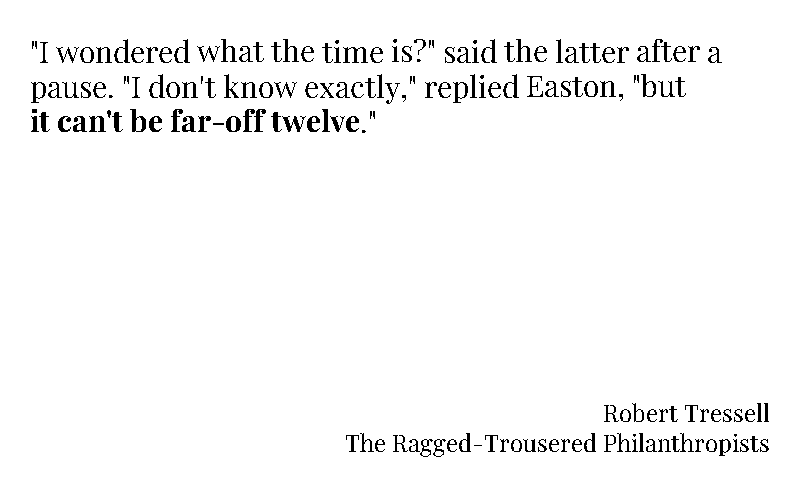 "I wondered what the time is?" said the latter after a
pause. "I don't know exactly," replied Easton, "but
it can't be far-off twelve."
Robert Tressell
The Ragged-Trousered Philanthropists